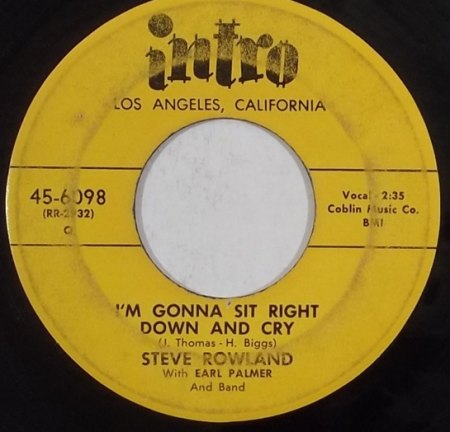 intro
LOS ANGELES, CALIFORNIA
45-6098
(RR-2932)
Q
Vocal - 2:35
Coblin Music Co.
BMI
I'M GONNA SIT RIGHT
DOWN AND CRY
(J. Thomas - H. Biggs)
STEVE ROWLAND
With EARL PALMER
And Band